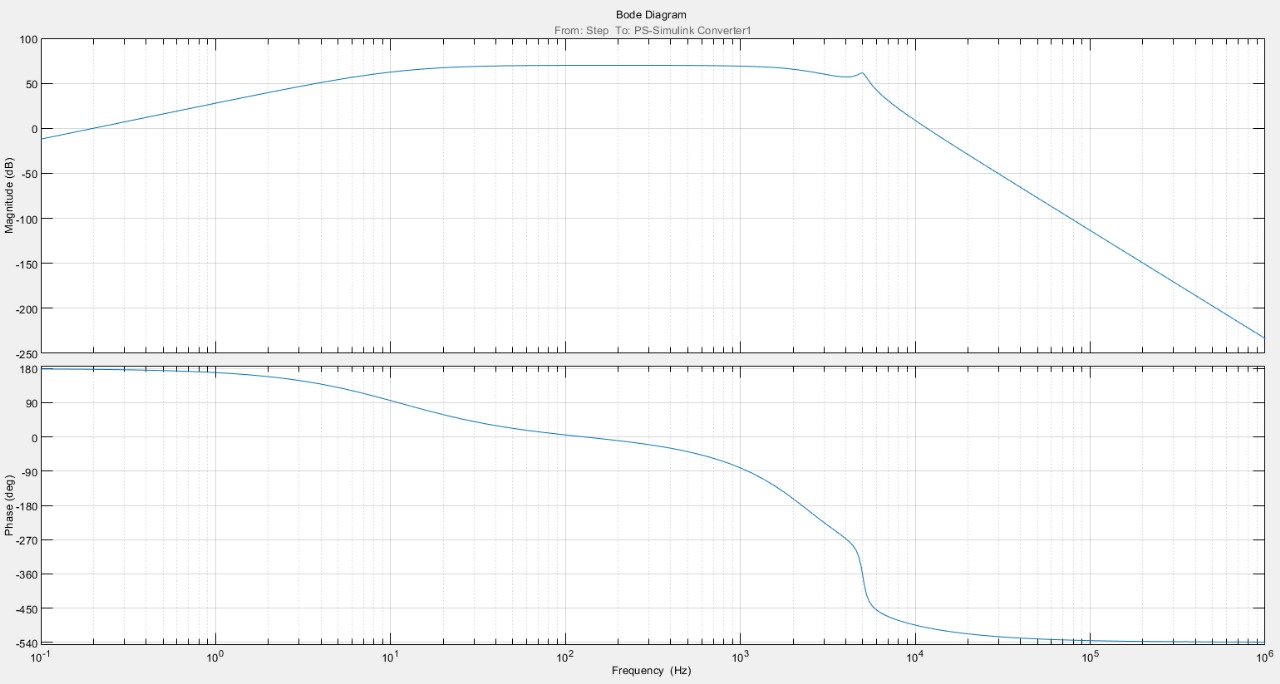 Bode Diagram
From: Step To: PS-Simulink Converter1
Magnitude (dB)
100
50
0
-50
-100
-150
-200
-250
Phase (deg)
180
90
0
-90
-180
-270
-360
-450
-540
10-1 10^0 10^1 10^2 10^3 10^4 10^5 10^6
Frequency (Hz)